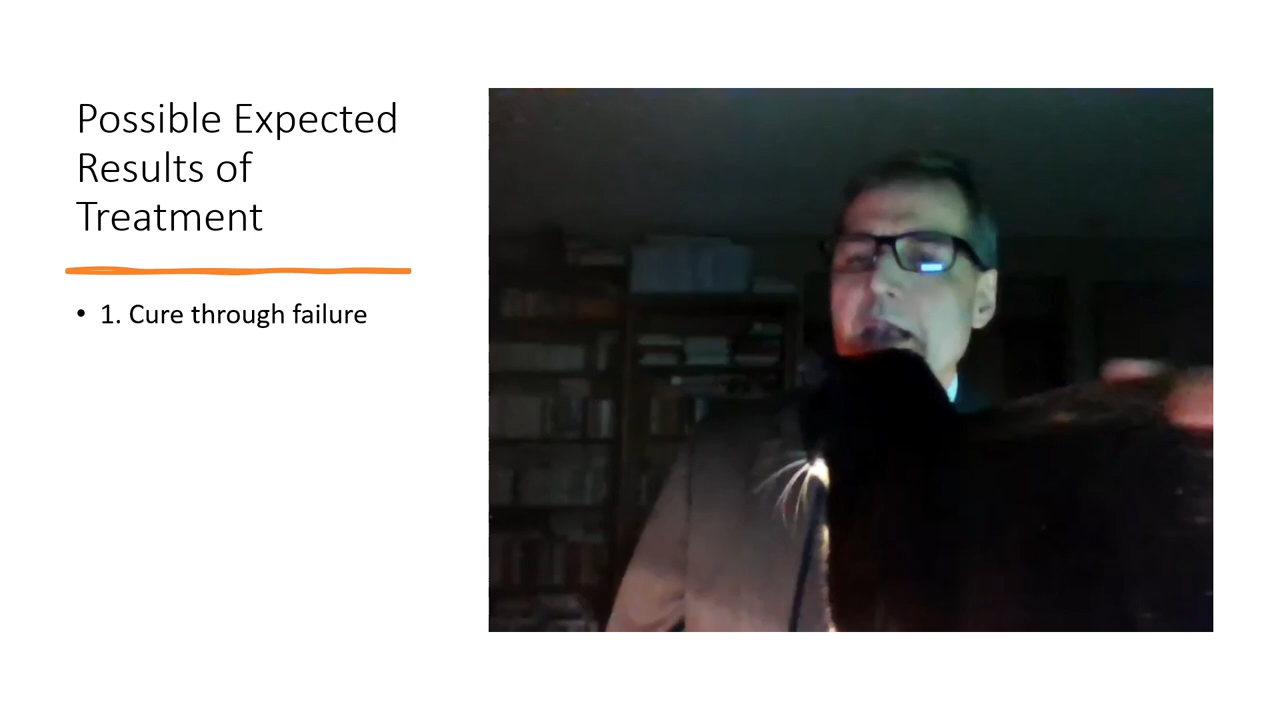 Possible Expected
Results of
Treatment
• 1. Cure through failure